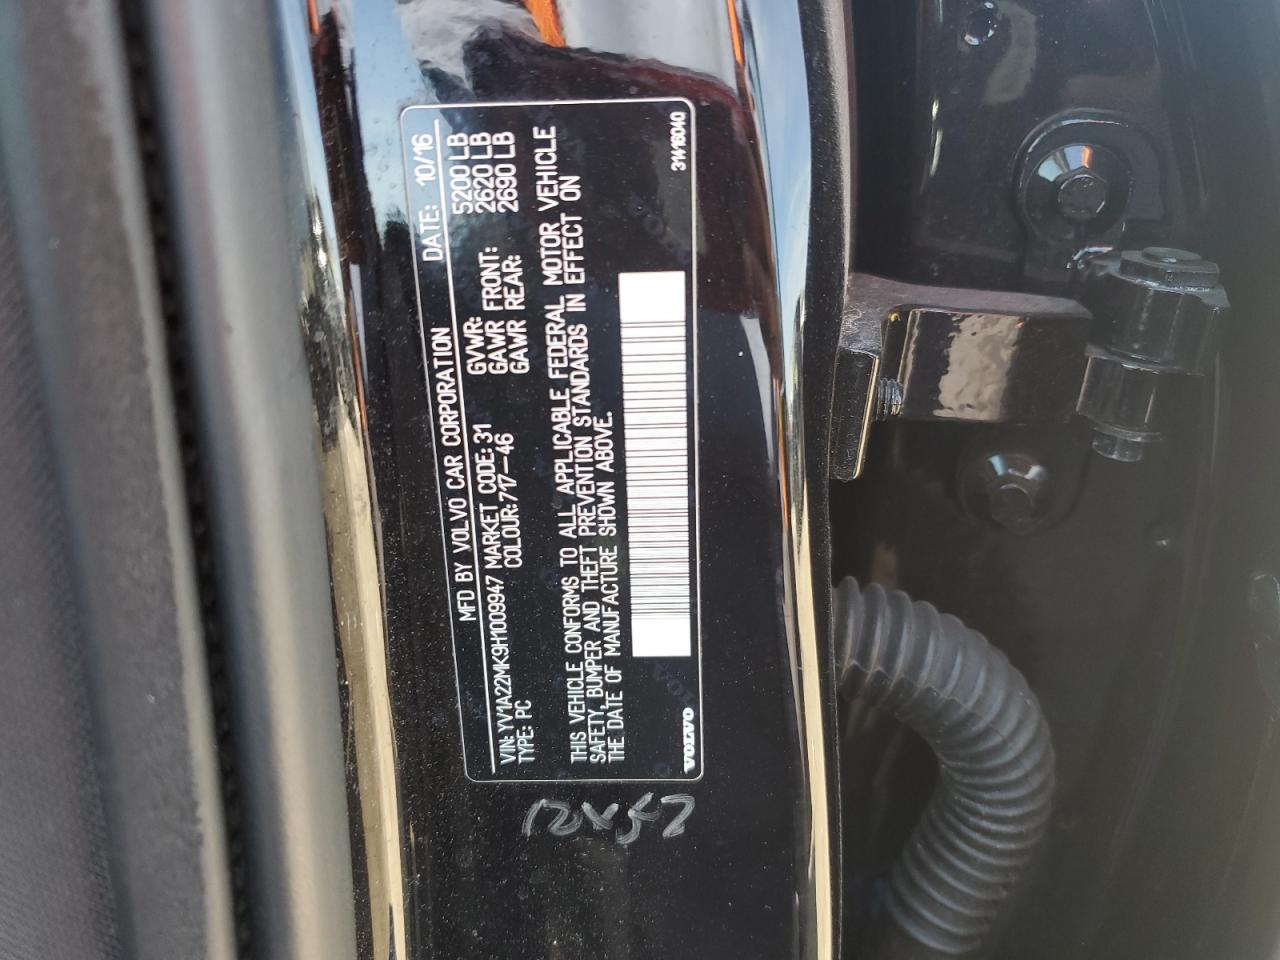 MFD BY VOLVO CAR CORPORATION DATE: 10/16
VIN: YV1A22MK9H1009947 MARKET CODE: 31 GVWR: 5200 LB
TYPE: PC COLOUR: 717-46 GAWR FRONT: 2620 LB
GAWR REAR: 2690 LB
THIS VEHICLE CONFORMS TO ALL APPLICABLE FEDERAL MOTOR VEHICLE
SAFETY, BUMPER AND THEFT PREVENTION STANDARDS IN EFFECT ON
THE DATE OF MANUFACTURE SHOWN ABOVE.
VOLVO 31416040